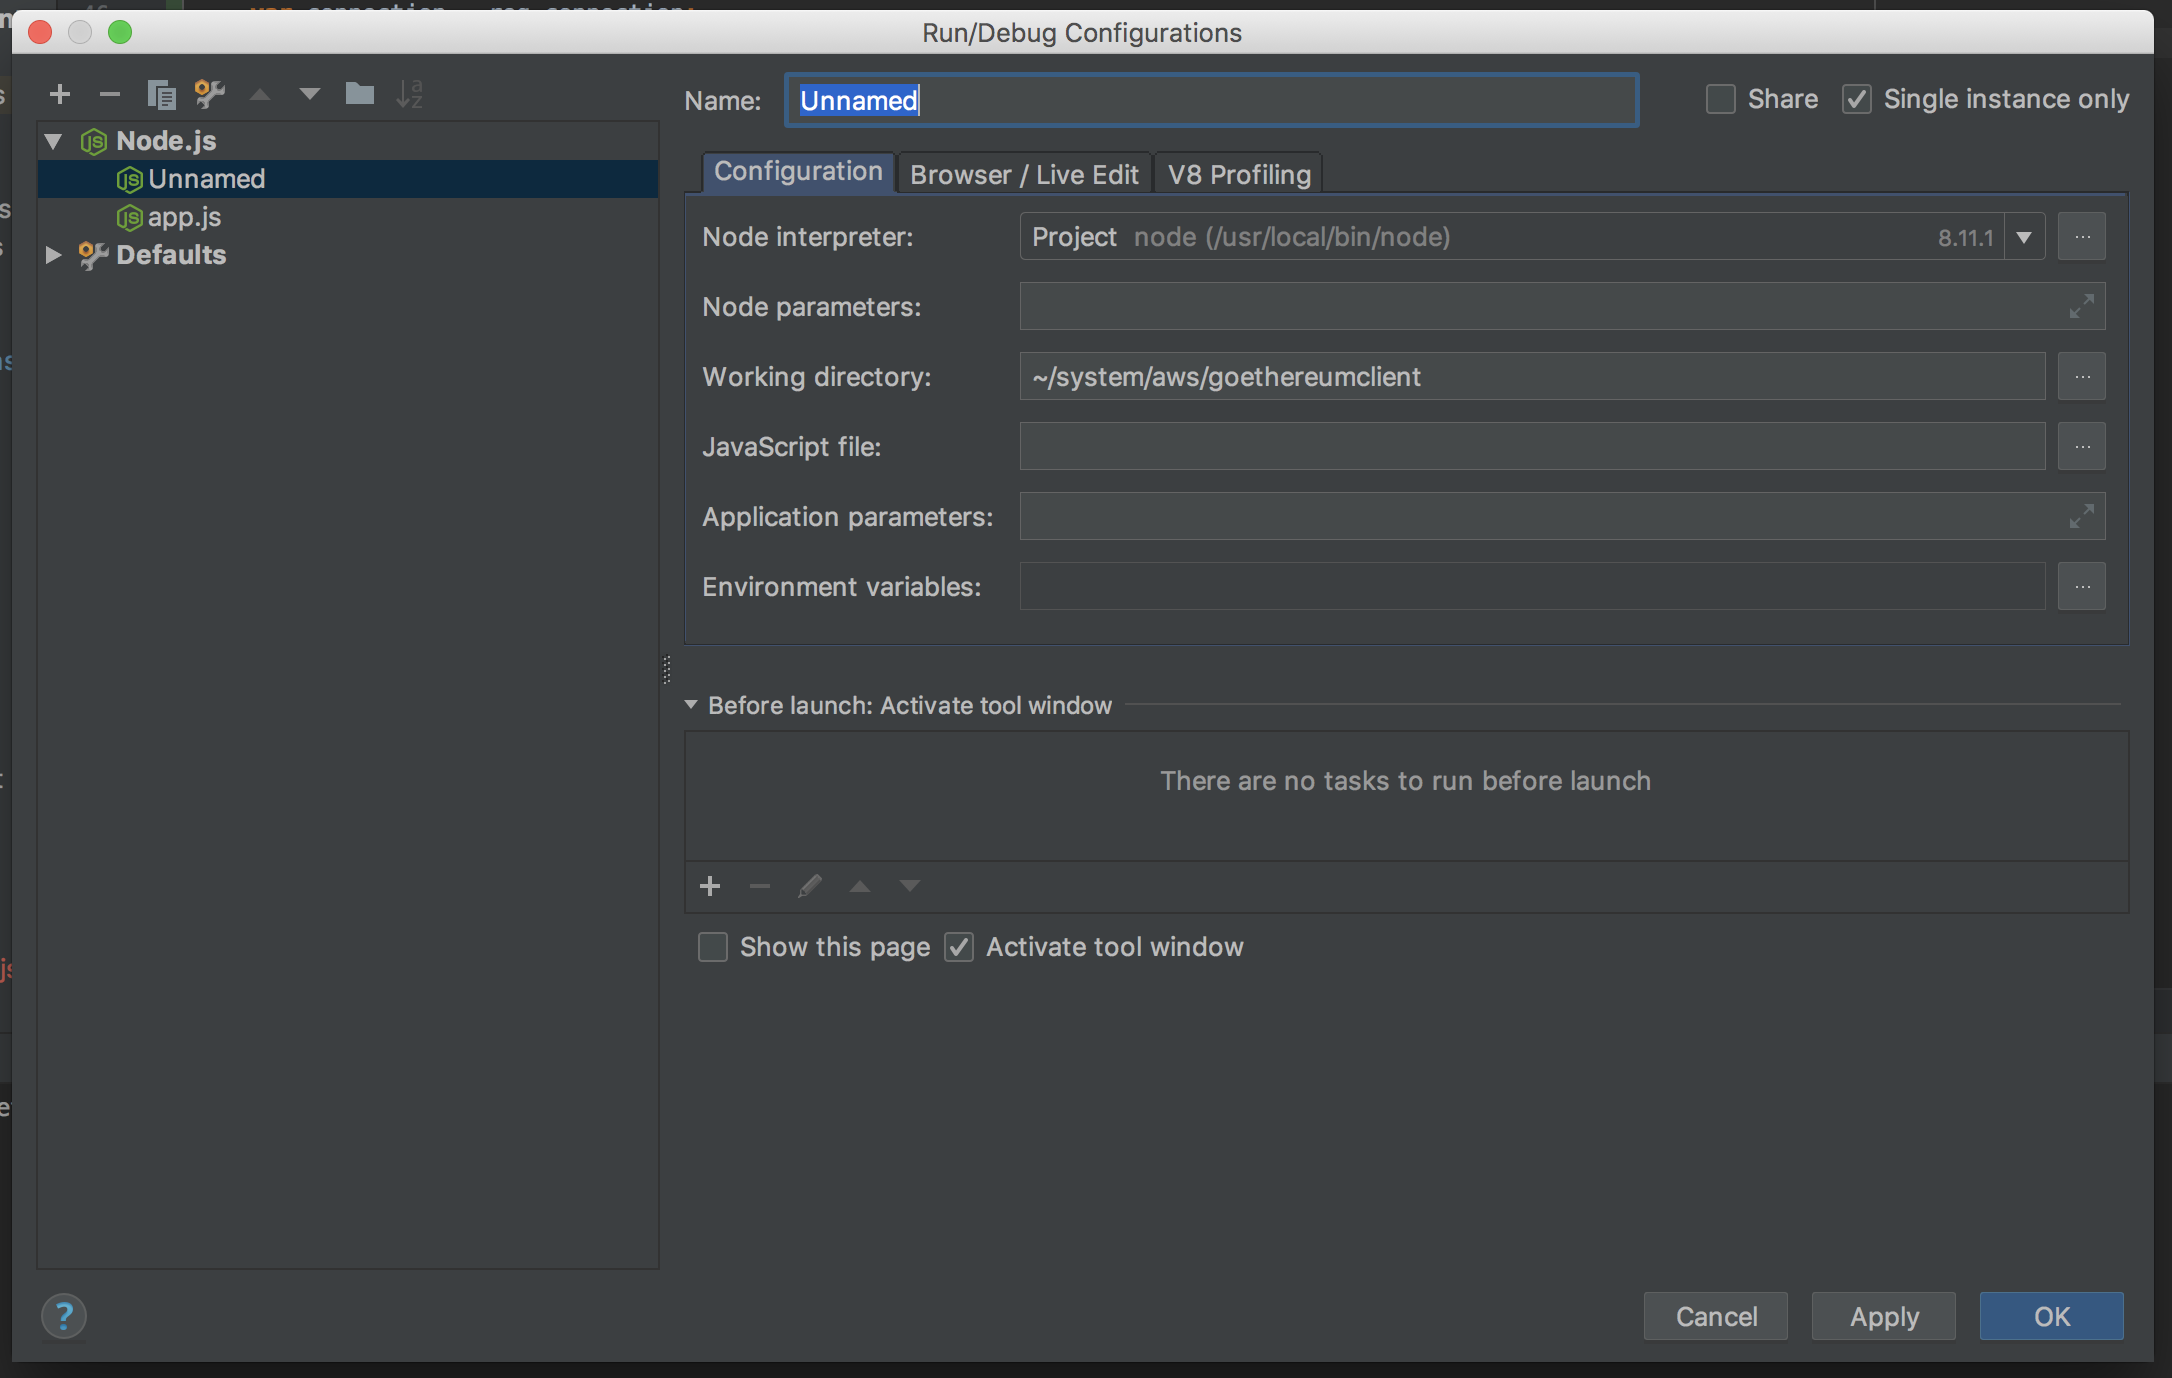 Run/Debug Configurations
Name: Unnamed
Share
Single instance only
Node.js
Unnamed
app.js
Defaults
Configuration
Browser / Live Edit
V8 Profiling
Node interpreter:
Project node (/usr/local/bin/node) 8.11.1
Node parameters:
Working directory:
~/system/aws/goethereumclient
JavaScript file:
Application parameters:
Environment variables:
Before launch: Activate tool window
There are no tasks to run before launch
Show this page
Activate tool window
?
Cancel
Apply
OK